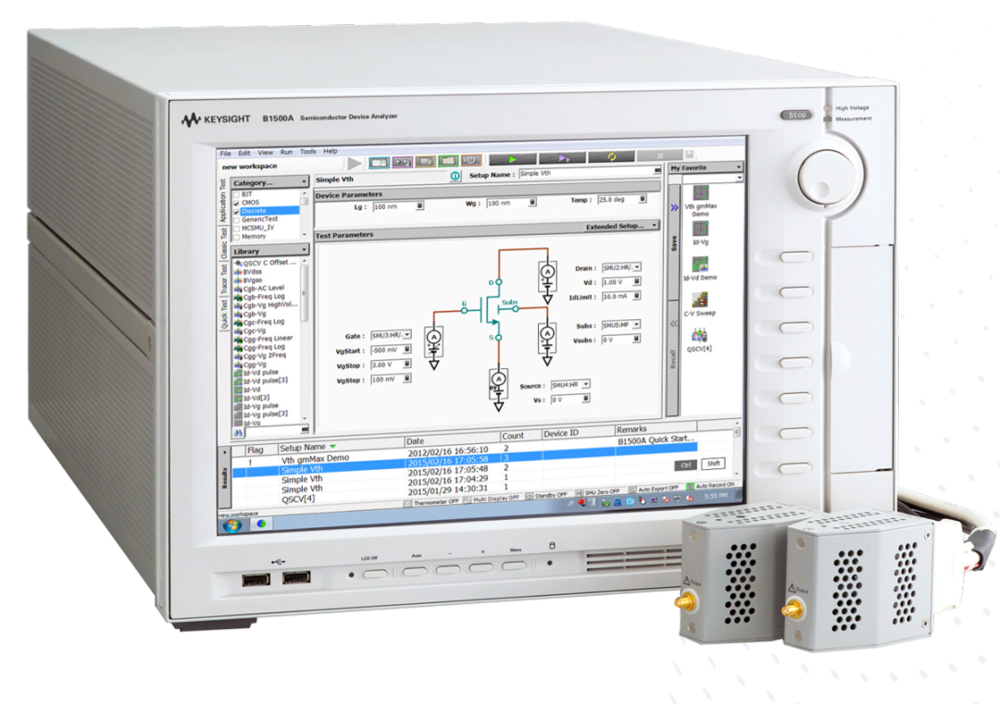 KEYSIGHT B1500A Semiconductor Device Analyzer
Stop
High Voltage
Measurement
File Edit View Run Tools Help
new workspace
Simple Vth
Setup Name : Simple Vth
My Favorite
Application Test
Classic Test
Tracer Test
Quick Test
Category...
BJT
CMOS
Discrete
GenericTest
MCSMU_IV
Memory
Library
QSCV C Offset ...
BVdss
BVgso
Cgb-AC Level
Cgb-Freq Log
Cgb-Vg HighVol...
Cgb-Vg
Cgc-Freq Log
Cgc-Vg
Cgg-Freq Linear
Cgg-Freq Log
Cgg-Vg 2Freq
Cgg-Vg
Id-Vd pulse
Id-Vd pulse[3]
Id-Vd
Id-Vd[3]
Id-Vg pulse
Id-Vg pulse[3]
Id-Vg
Device Parameters
Lg : 100 nm
Wg : 100 nm
Temp : 25.0 deg
Extended Setup...
Test Parameters
D
G
Subs
S
A
A
A
A
Drain : SMU2:HR/.
Vd : 1.00 V
IdLimit : 10.0 mA
Subs : SMU5:MP
Vsubs : 0 V
Gate : SMU3:HR/.
VgStart : -500 mV
VgStop : 3.00 V
VgStep : 100 mV
Source : SMU4:HR
Vs : 0 V
Save
Recall
Vth gmMax
Demo
Id-Vg
Id-Vd Demo
C-V Sweep
QSCV[4]
Results
Flag Setup Name Date Count Device ID Remarks
! Vth gmMax Demo 2012/02/16 16:56:10 2 B1500A Quick Start...
Simple Vth 2015/02/16 17:05:58 3
Simple Vth 2015/02/16 17:05:48 2
Simple Vth 2015/02/16 17:04:29 1
QSCV[4] 2015/01/29 14:30:31 1
Ctrl Shift
new workspace
Thermometer OFF Multi Display OFF Standby OFF SMU Zero OFF Auto Export OFF Auto Record ON
JP
5:55 PM
LCD Off
Auto
-
+
Menu
Output
Output